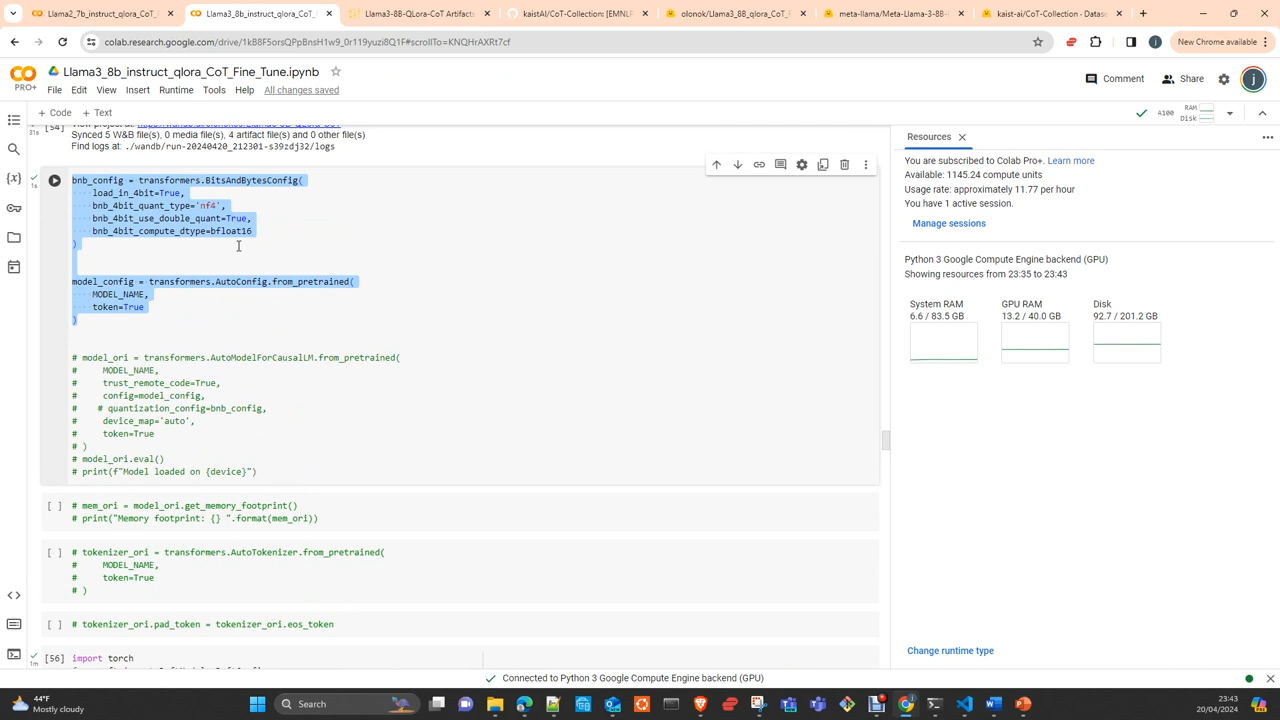 Llama2_7b_instruct_qlora_CoT_F
Llama3_8b_instruct_qlora_CoT_F
Llama3-8B-QLora-CoT Artifacts
kaistAI/CoT-Collection: [EMNLP
olonok/Llama3_88_qlora_CoT_F
meta-llama/Meta-Llama-3-8B-I
kaist-ai/CoT-Collection · Datase
colab.research.google.com/drive/1kB8F5orsQPpBnsH1w9_0r119yuzi8Q1F#scrollTo=KNQHrAXRt7cf
New Chrome available
Llama3_8b_instruct_qlora_CoT_Fine_Tune.ipynb
PRO+
File Edit View Insert Runtime Tools Help All changes saved
Comment
Share
+ Code + Text
A100
RAM
Disk
[54]
31s
Synced 5 W&B file(s), 0 media file(s), 4 artifact file(s) and 0 other file(s)
Find logs at: ./wandb/run-20240420_212301-s39zdj32/logs
1s
bnb_config = transformers.BitsAndBytesConfig(
load_in_4bit=True,
bnb_4bit_quant_type='nf4',
bnb_4bit_use_double_quant=True,
bnb_4bit_compute_dtype=bfloat16
)
model_config = transformers.AutoConfig.from_pretrained(
MODEL_NAME,
token=True
)
# model_ori = transformers.AutoModelForCausalLM.from_pretrained(
# MODEL_NAME,
# trust_remote_code=True,
# config=model_config,
# # quantization_config=bnb_config,
# device_map='auto',
# token=True
# )
# model_ori.eval()
# print(f"Model loaded on {device}")
[ ] # mem_ori = model_ori.get_memory_footprint()
# print("Memory footprint: {} ".format(mem_ori))
[ ] # tokenizer_ori = transformers.AutoTokenizer.from_pretrained(
# MODEL_NAME,
# token=True
# )
[ ] # tokenizer_ori.pad_token = tokenizer_ori.eos_token
[56] import torch
1m
Resources
You are subscribed to Colab Pro+. Learn more
Available: 1145.24 compute units
Usage rate: approximately 11.77 per hour
You have 1 active session.
Manage sessions
Python 3 Google Compute Engine backend (GPU)
Showing resources from 23:35 to 23:43
System RAM
6.6 / 83.5 GB
GPU RAM
13.2 / 40.0 GB
Disk
92.7 / 201.2 GB
Change runtime type
Connected to Python 3 Google Compute Engine backend (GPU)
44°F
Mostly cloudy
Search
23:43
20/04/2024